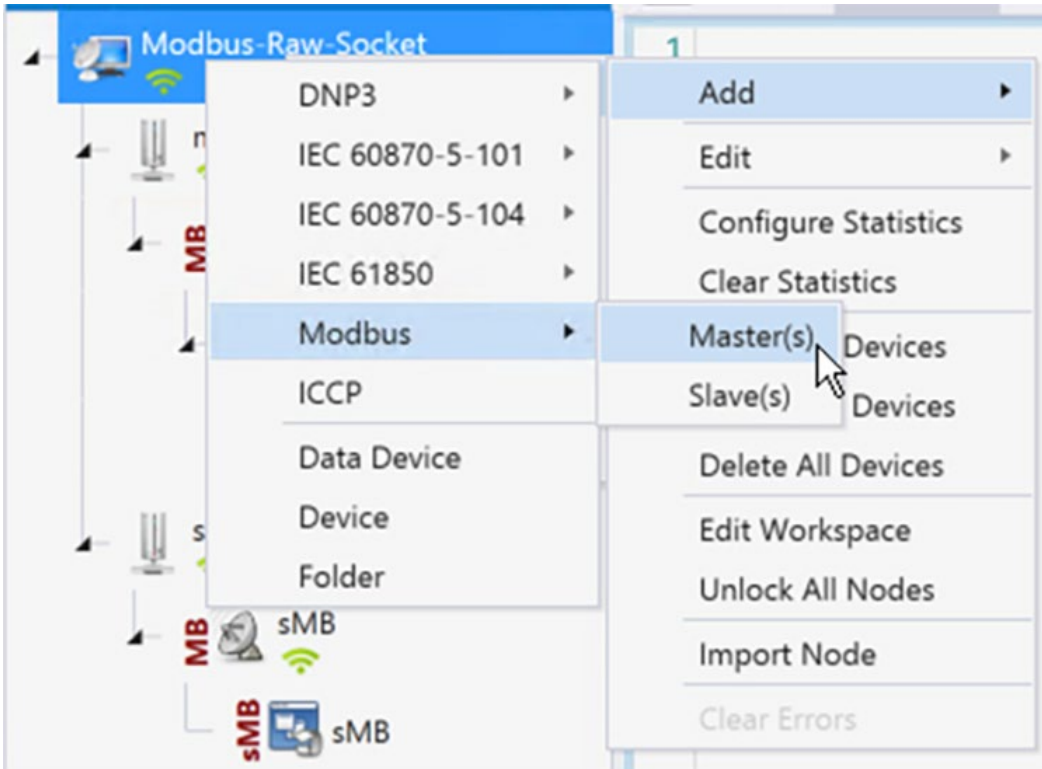 Modbus-Raw-Socket
1
DNP3
IEC 60870-5-101
IEC 60870-5-104
IEC 61850
Modbus
ICCP
Data Device
Device
Folder
Add
Edit
Configure Statistics
Clear Statistics
Devices
Devices
Delete All Devices
Edit Workspace
Unlock All Nodes
Import Node
Clear Errors
Master(s)
Slave(s)
MB
MB
sMB
sMB
sMB